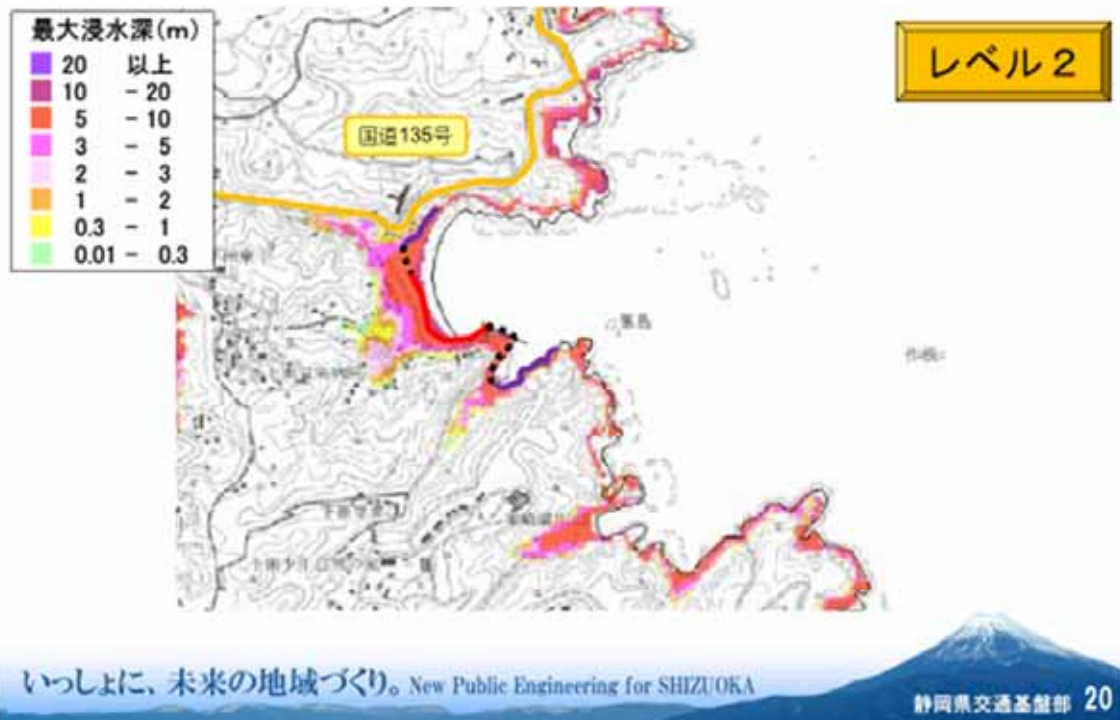 最大浸水深(m)
20 以上
10 - 20
5 - 10
3 - 5
2 - 3
1 - 2
0.3 - 1
0.01 - 0.3
レベル2
国道135号
いっしょに、未来の地域づくり。New Public Engineering for SHIZUOKA
静岡県交通基盤部 20